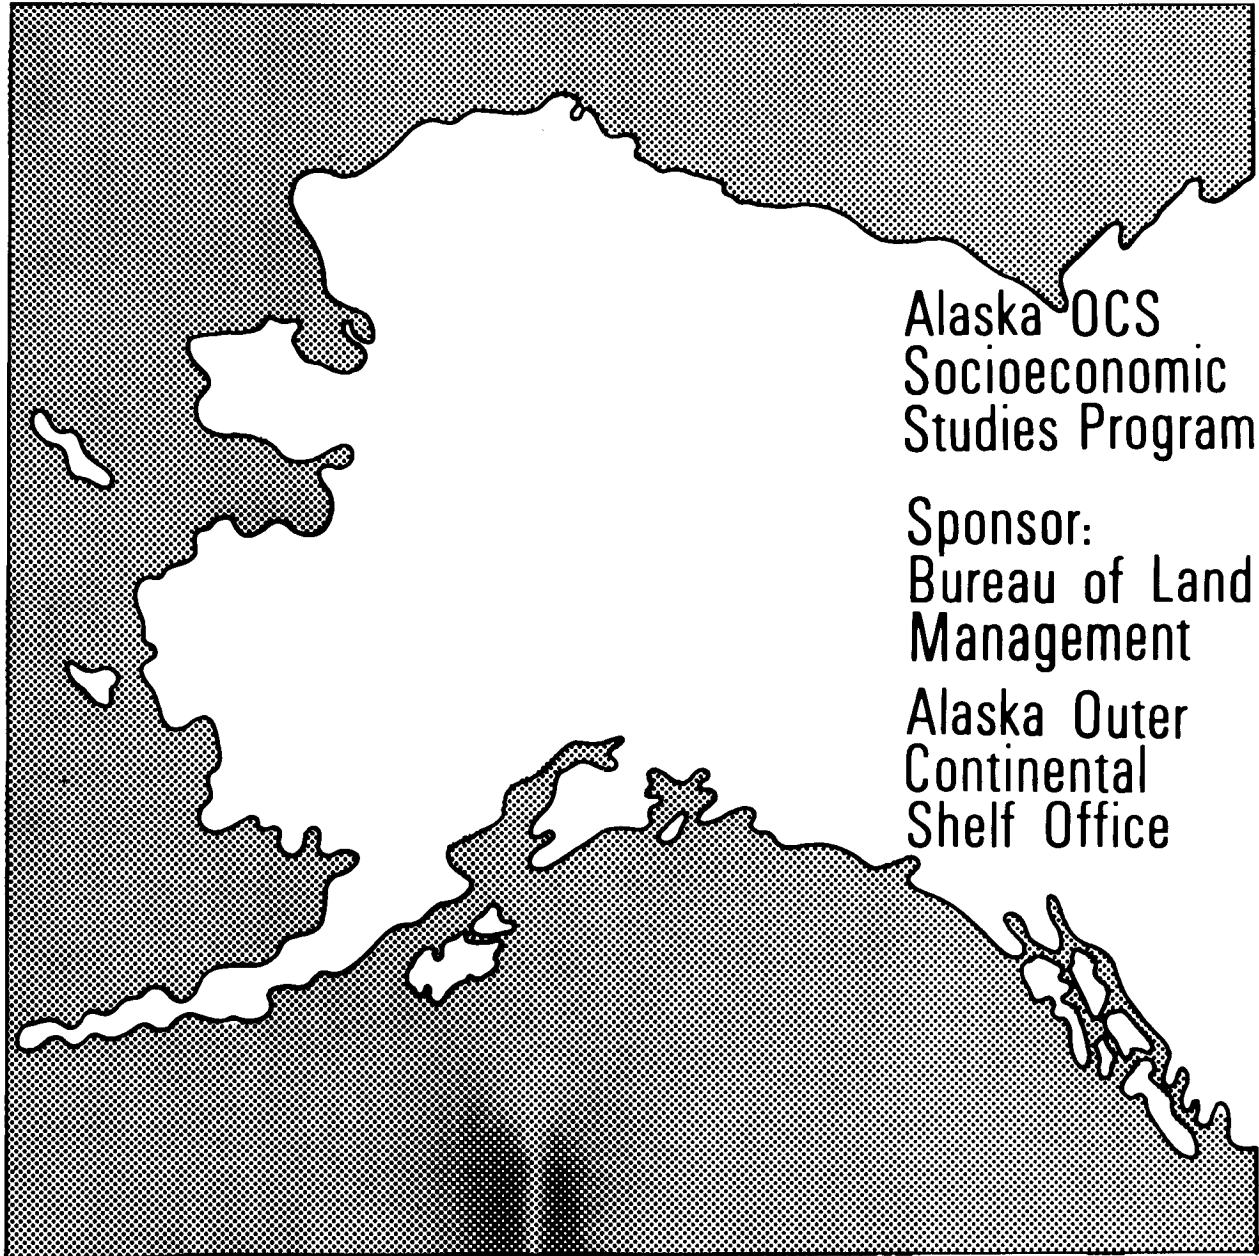 Alaska OCS
Socioeconomic
Studies Program
Sponsor:
Bureau of Land
Management
Alaska Outer
Continental
Shelf Office